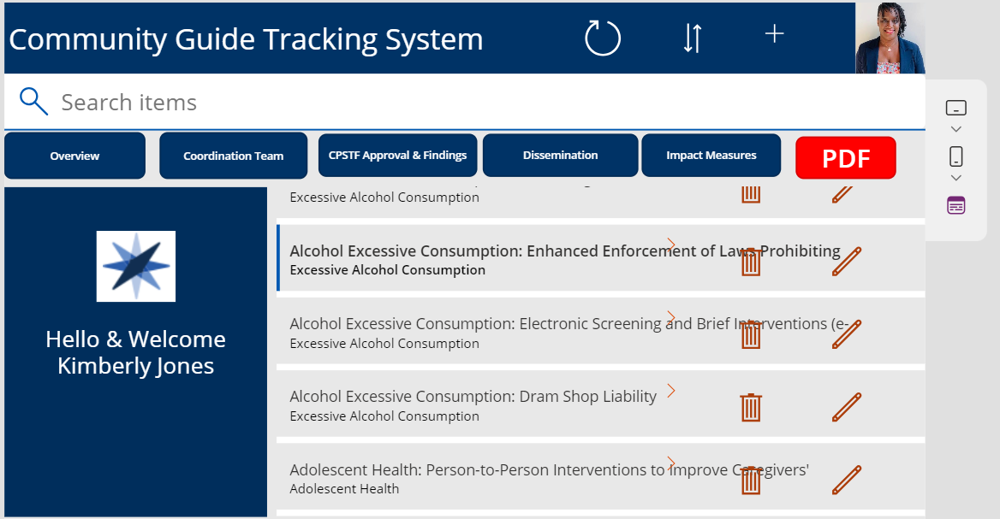 Community Guide Tracking System
Search items
Overview
Coordination Team
CPSTF Approval & Findings
Dissemination
Impact Measures
PDF
Hello & Welcome
Kimberly Jones
Excessive Alcohol Consumption
Alcohol Excessive Consumption: Enhanced Enforcement of Laws Prohibiting
Excessive Alcohol Consumption
Alcohol Excessive Consumption: Electronic Screening and Brief Interventions (e-
Excessive Alcohol Consumption
Alcohol Excessive Consumption: Dram Shop Liability
Excessive Alcohol Consumption
Adolescent Health: Person-to-Person Interventions to Improve Caregivers'
Adolescent Health